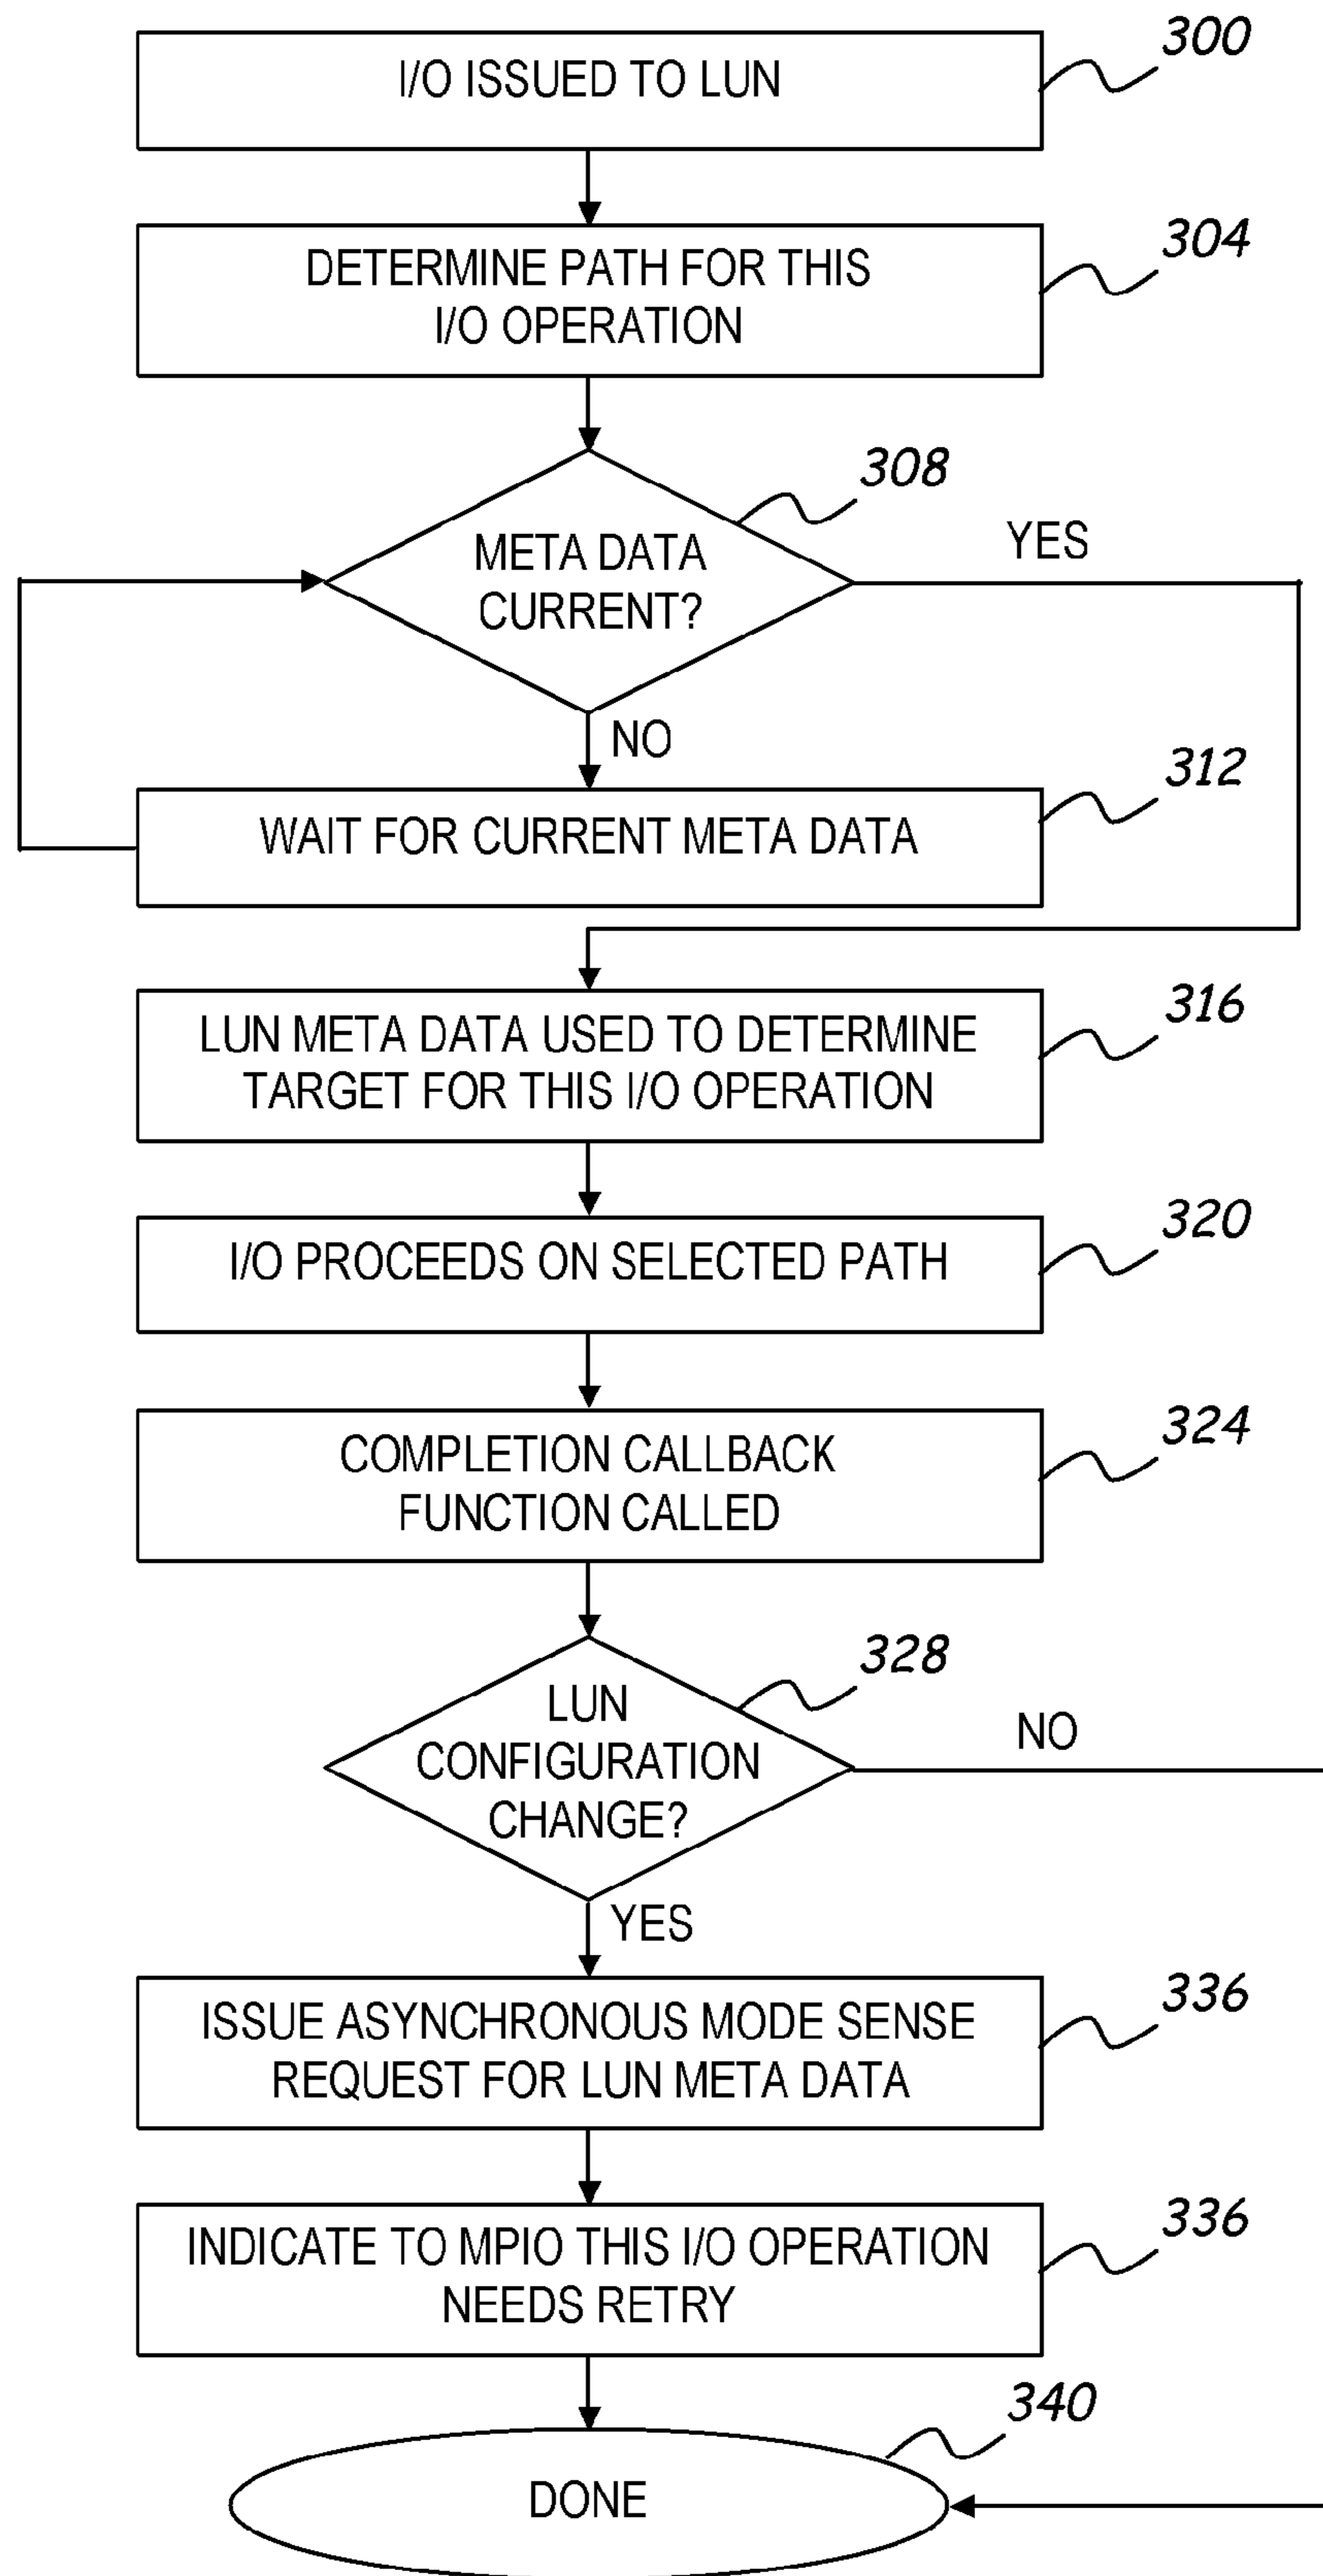 300
I/O ISSUED TO LUN
304
DETERMINE PATH FOR THIS
I/O OPERATION
308
META DATA
CURRENT?
YES
NO
312
WAIT FOR CURRENT META DATA
316
LUN META DATA USED TO DETERMINE
TARGET FOR THIS I/O OPERATION
320
I/O PROCEEDS ON SELECTED PATH
324
COMPLETION CALLBACK
FUNCTION CALLED
328
LUN
CONFIGURATION
CHANGE?
NO
YES
336
ISSUE ASYNCHRONOUS MODE SENSE
REQUEST FOR LUN META DATA
336
INDICATE TO MPIO THIS I/O OPERATION
NEEDS RETRY
340
DONE